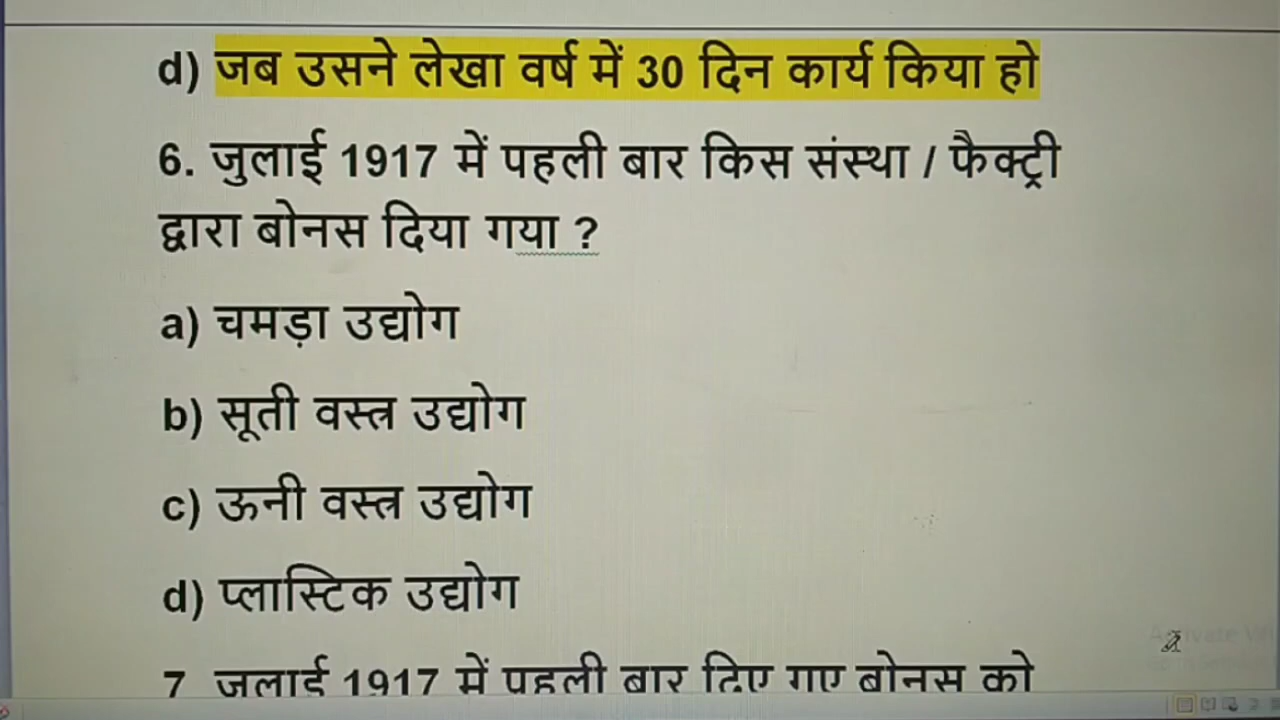 d) जब उसने लेखा वर्ष में 30 दिन कार्य किया हो
6. जुलाई 1917 में पहली बार किस संस्था / फैक्ट्री
द्वारा बोनस दिया गया ?
a) चमड़ा उद्योग
b) सूती वस्त्र उद्योग
c) ऊनी वस्त्र उद्योग
d) प्लास्टिक उद्योग
7 जुलाई 1917 में पहली बार दिए गए बोनस को